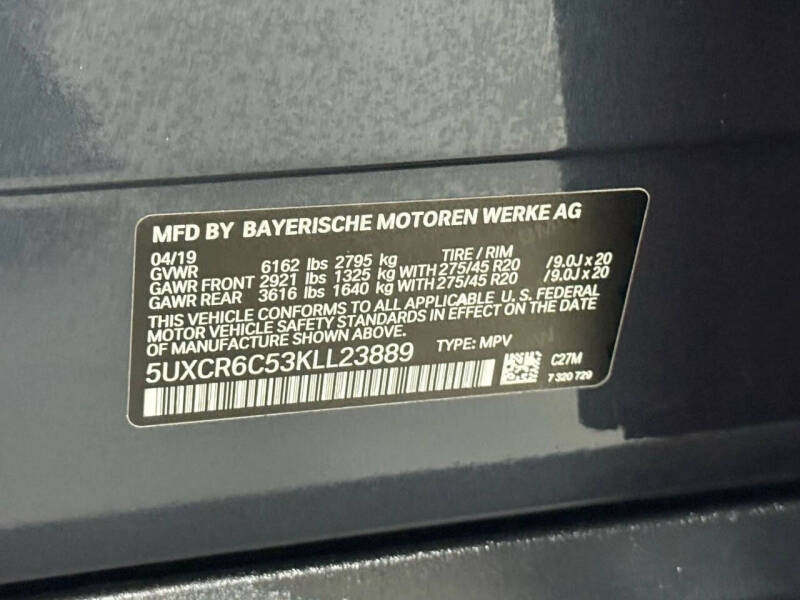 MFD BY BAYERISCHE MOTOREN WERKE AG
04/19 TIRE / RIM
GVWR 6162 lbs 2795 kg
GAWR FRONT 2921 lbs 1325 kg WITH 275/45 R20 /9.0J x 20
GAWR REAR 3616 lbs 1640 kg WITH 275/45 R20 /9.0J x 20
THIS VEHICLE CONFORMS TO ALL APPLICABLE U. S. FEDERAL
MOTOR VEHICLE SAFETY STANDARDS IN EFFECT ON THE DATE
OF MANUFACTURE SHOWN ABOVE.
5UXCR6C53KLL23889 TYPE: MPV
C27M
7 320 729